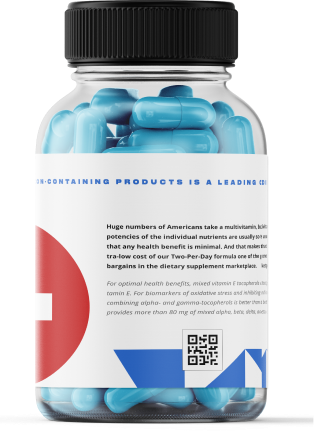 N-CONTAINING PRODUCTS IS A LEADING
Huge numbers of Americans take a multivitamin,
potencies of the individual nutrients are usually so
that any health benefit is minimal. And that makes
tra-low cost of our Two-Per-Day formula one of the
bargains in the dietary supplement marketplace.
For optimal health benefits, mixed vitamin E tocopherols
tamin E. For biomarkers of oxidative stress and
combining alpha- and gamma-tocopherols is better than
provides more than 80 mg of mixed alpha, beta, delta,